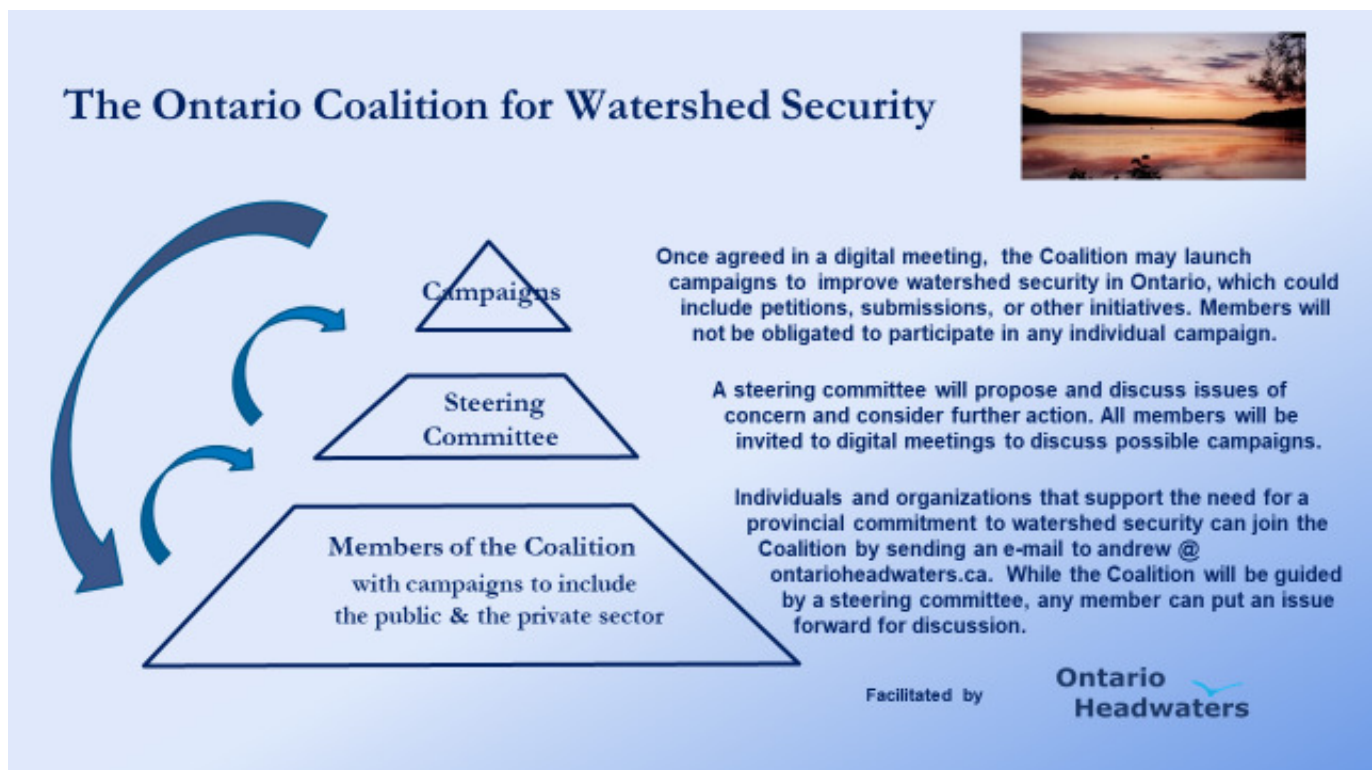 The Ontario Coalition for Watershed Security
Campaigns
Once agreed in a digital meeting, the Coalition may launch
campaigns to improve watershed security in Ontario, which could
include petitions, submissions, or other initiatives. Members will
not be obligated to participate in any individual campaign.
Steering
Committee
A steering committee will propose and discuss issues of
concern and consider further action. All members will be
invited to digital meetings to discuss possible campaigns.
Members of the Coalition
with campaigns to include
the public & the private sector
Individuals and organizations that support the need for a
provincial commitment to watershed security can join the
Coalition by sending an e-mail to andrew @
ontarioheadwaters.ca. While the Coalition will be guided
by a steering committee, any member can put an issue
forward for discussion.
Facilitated by
Ontario
Headwaters